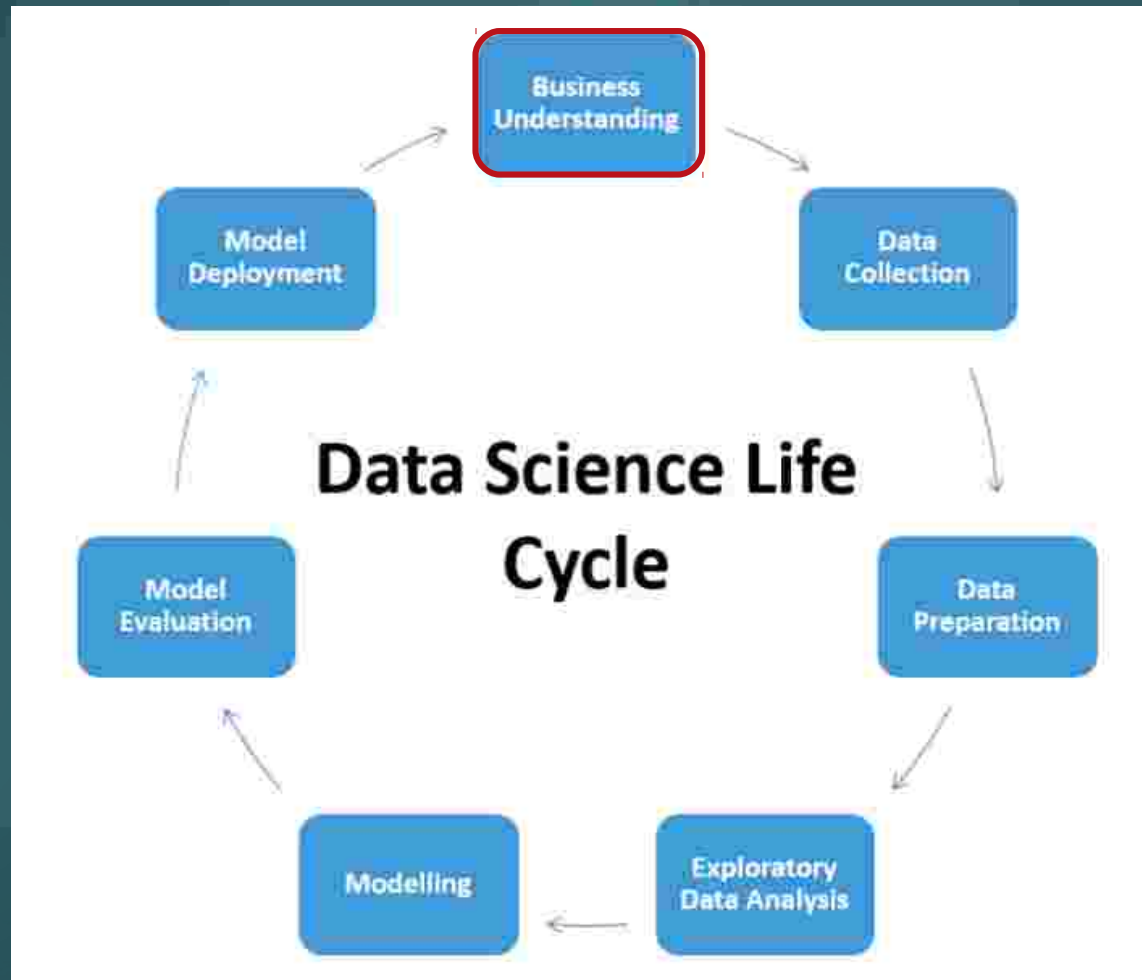 Business
Understanding
Data
Collection
Data
Preparation
Exploratory
Data Analysis
Modelling
Model
Evaluation
Model
Deployment
Data Science Life
Cycle